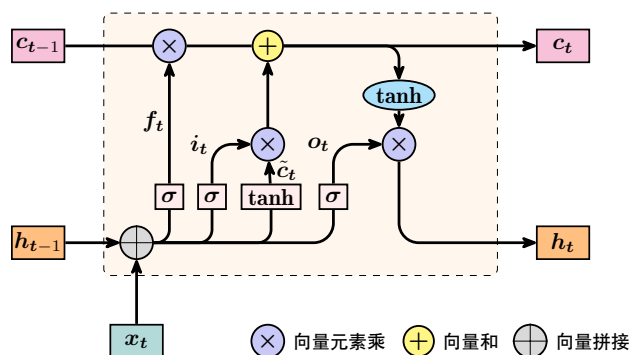 c_{t-1} × + c_t
tanh
f_t i_t × o_t ×
c̃_t
σ σ tanh σ
h_{t-1} h_t
x_t × 向量元素乘 + 向量和 向量拼接